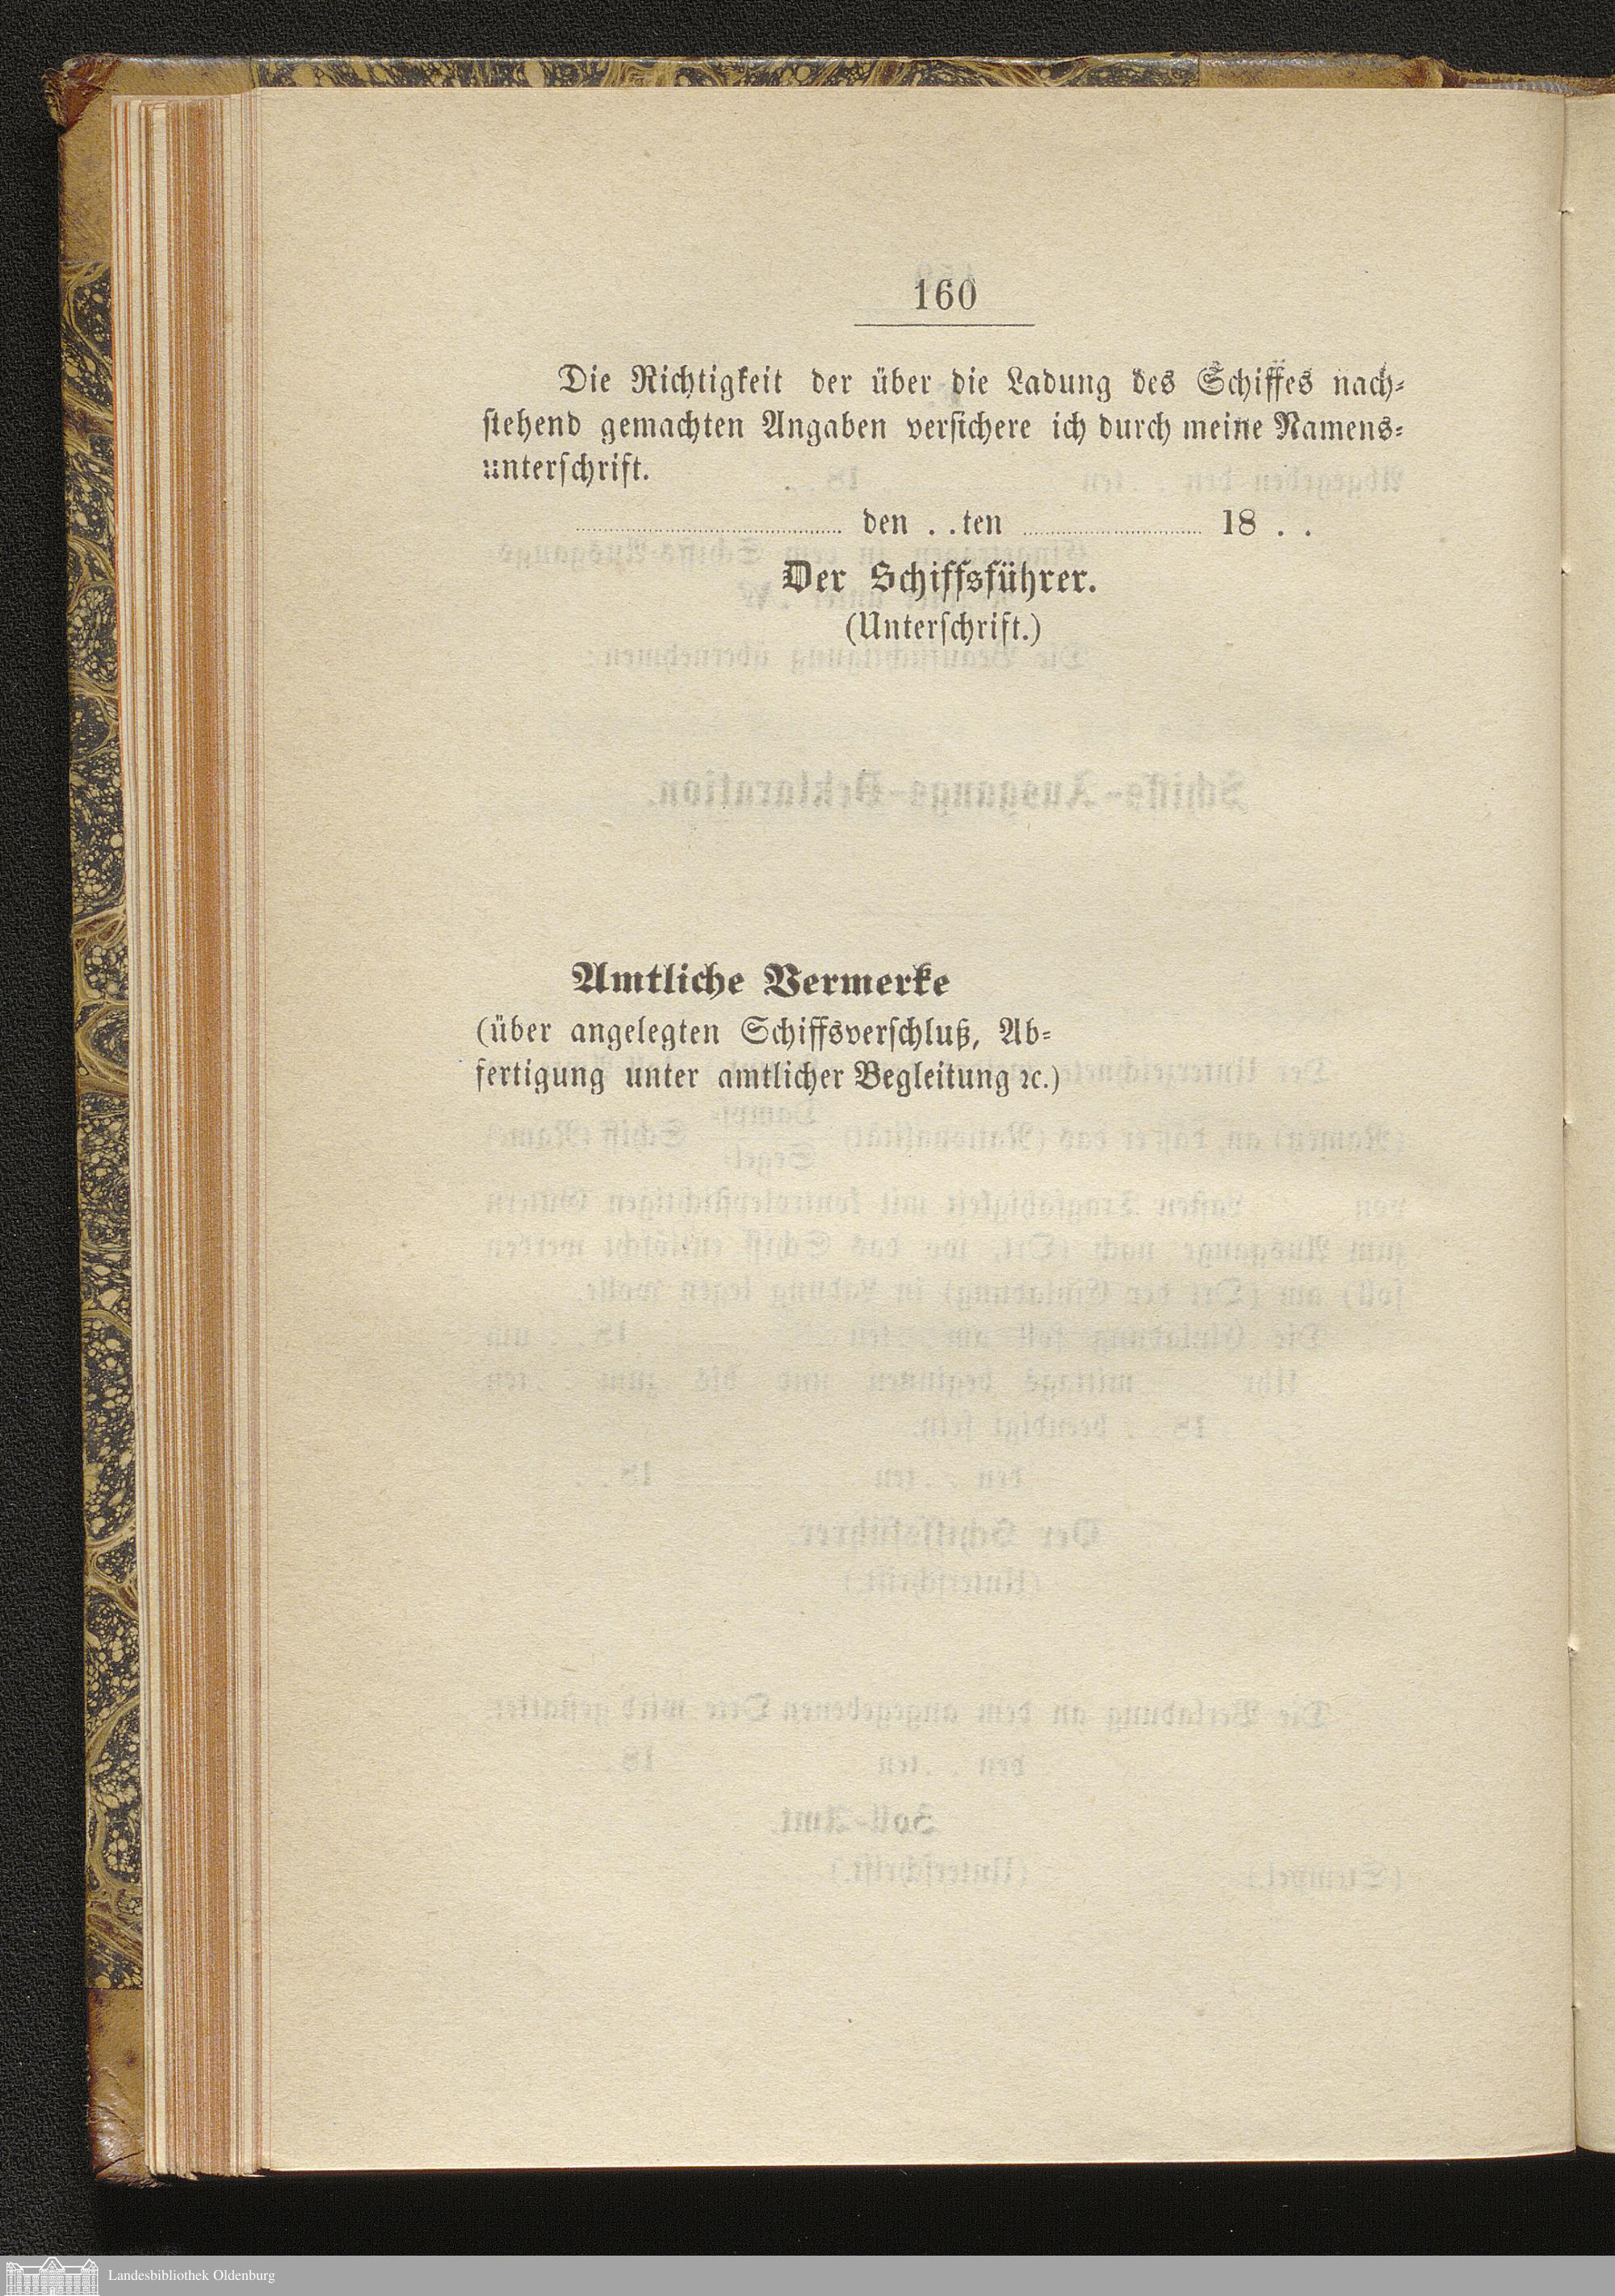 160
Die Richtigkeit der über die Ladung des Schiffes nach-
stehend gemachten Angaben versichere ich durch meine Namens-
unterschrift.
........................ den . . ten ........................ 18 . .
Der Schiffsführer.
(Unterschrift.)
Amtliche Vermerke
(über angelegten Schiffsverschluß, Ab-
fertigung unter amtlicher Begleitung ꝛc.)
Landesbibliothek Oldenburg